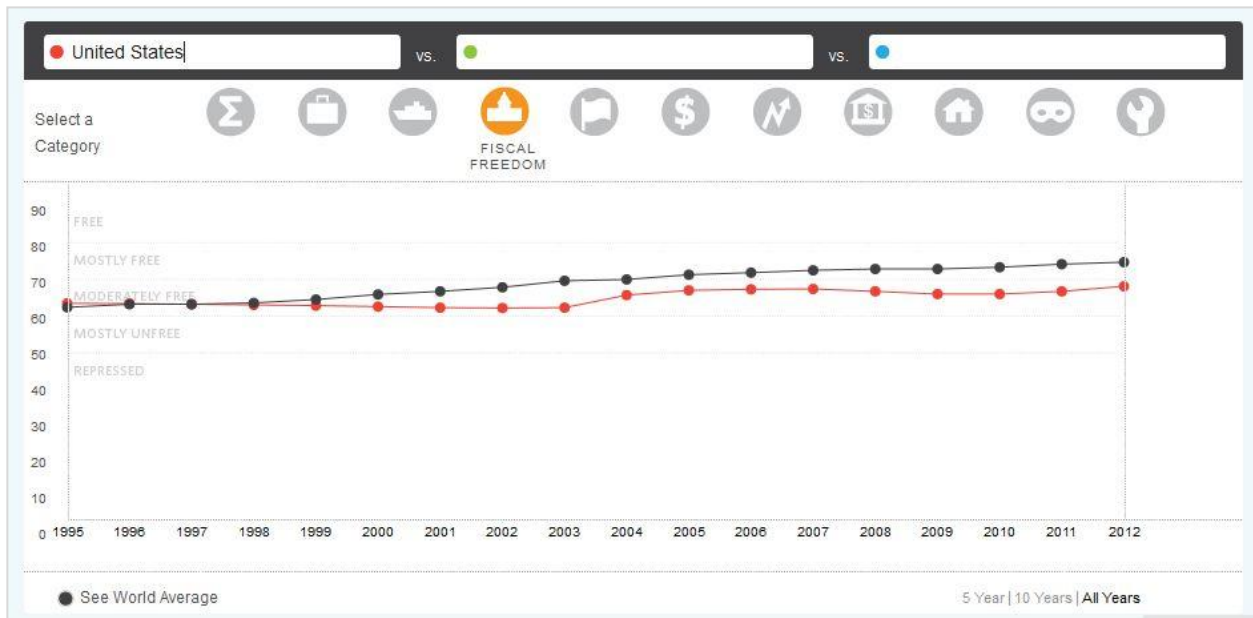 United States
vs.
vs.
Select a
Category
FISCAL
FREEDOM
90
FREE
80
MOSTLY FREE
70
MODERATELY FREE
60
MOSTLY UNFREE
50
REPRESSED
40
30
20
10
0 1995 1996 1997 1998 1999 2000 2001 2002 2003 2004 2005 2006 2007 2008 2009 2010 2011 2012
See World Average 5 Year | 10 Years | All Years